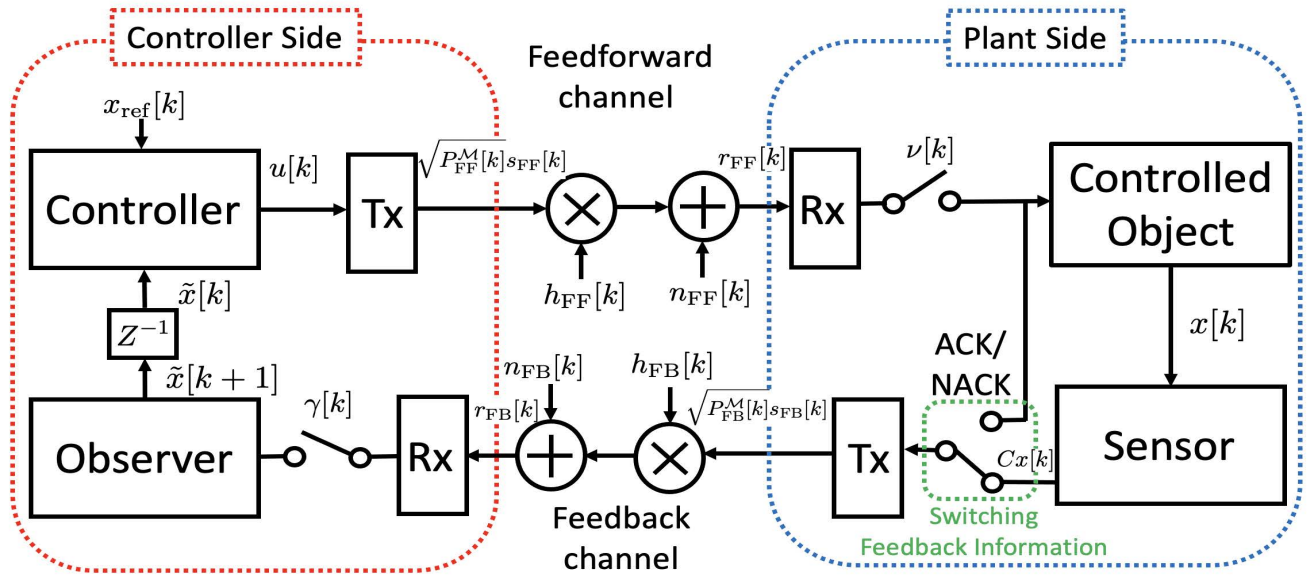 Controller Side
Plant Side
Feedforward
channel
x_ref[k]
Controller
u[k]
Tx
√P_FF^M[k] s_FF[k]
h_FF[k]
n_FF[k]
r_FF[k]
Rx
ν[k]
Controlled
Object
x̃[k]
Z⁻¹
x̃[k + 1]
x[k]
ACK/
NACK
Observer
γ[k]
Rx
r_FB[k]
n_FB[k]
h_FB[k]
√P_FB^M[k] s_FB[k]
Tx
Cx[k]
Sensor
Feedback
channel
Switching
Feedback Information